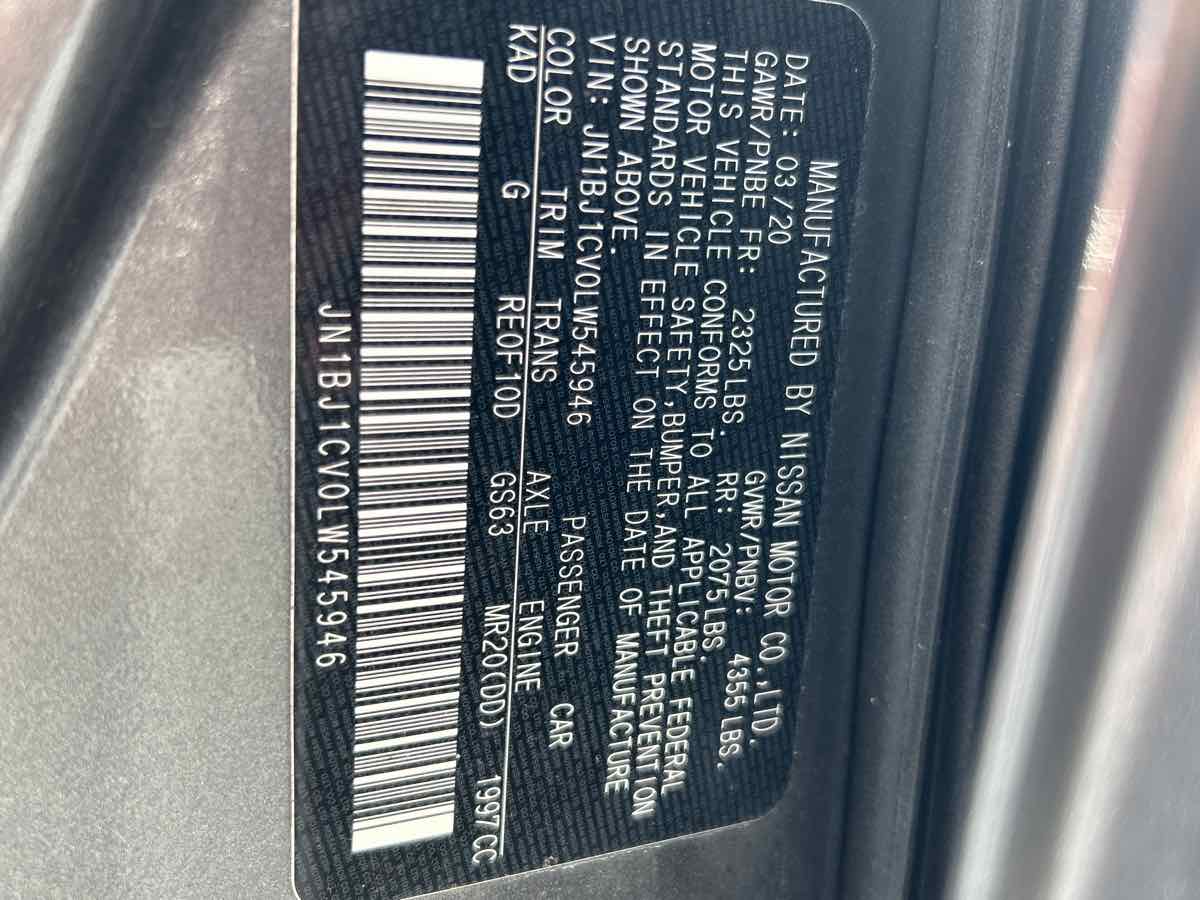 MANUFACTURED BY NISSAN MOTOR CO.,LTD.
DATE: 03/20 GVWR/PNBV: 4355 LBS.
GAWR/PNBE FR: 2325 LBS. RR: 2075 LBS.
THIS VEHICLE CONFORMS TO ALL APPLICABLE FEDERAL
MOTOR VEHICLE SAFETY,BUMPER,AND THEFT PREVENTION
STANDARDS IN EFFECT ON THE DATE OF MANUFACTURE
SHOWN ABOVE.
VIN: JN1BJ1CV0LW545946 PASSENGER CAR
COLOR TRIM TRANS AXLE ENGINE
KAD G RE0F10D GS63 MR20(DD) 1997CC
JN1BJ1CV0LW545946